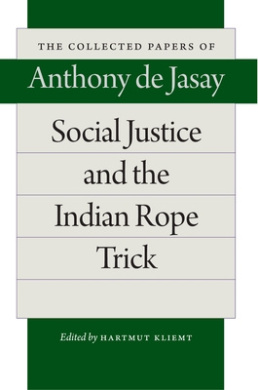 THE COLLECTED PAPERS OF
Anthony de Jasay
Social Justice
and the
Indian Rope
Trick
Edited by HARTMUT KLIEMT